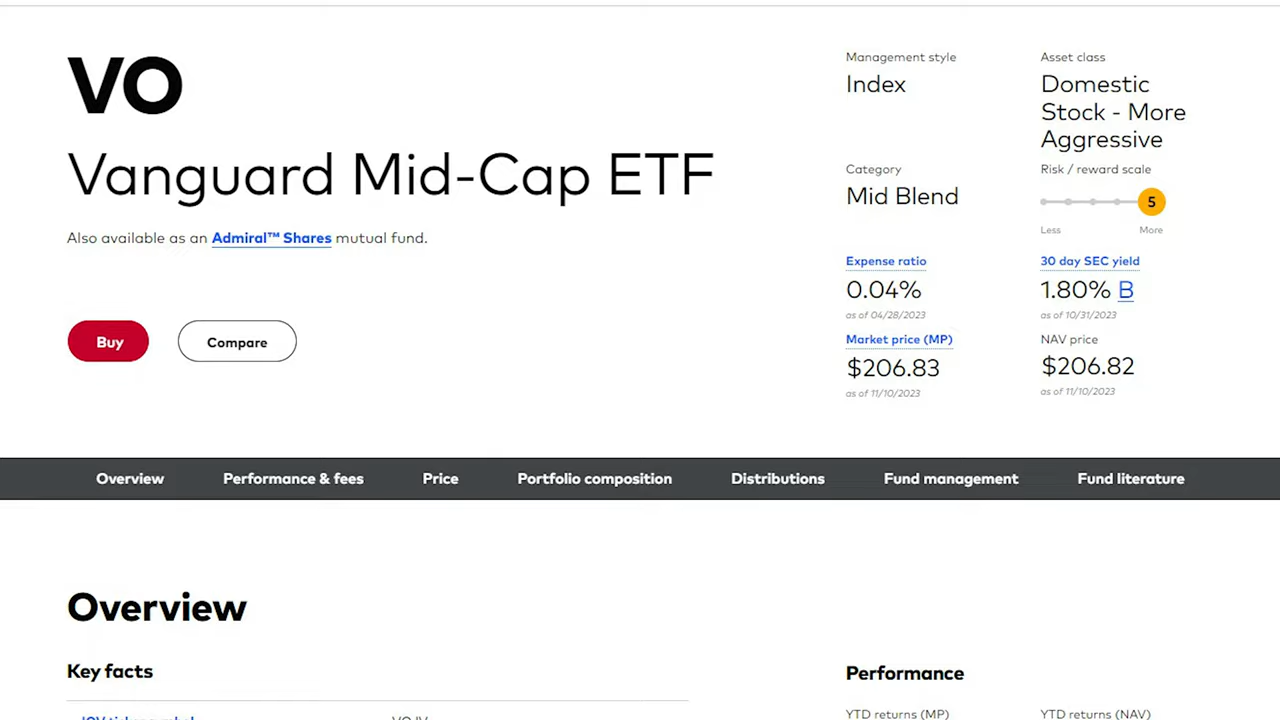 VO
Vanguard Mid-Cap ETF
Also available as an Admiral™ Shares mutual fund.
Buy
Compare
Management style
Index
Asset class
Domestic
Stock - More
Aggressive
Category
Mid Blend
Risk / reward scale
5
Less
More
Expense ratio
0.04%
as of 04/28/2023
30 day SEC yield
1.80% B
as of 10/31/2023
Market price (MP)
$206.83
as of 11/10/2023
NAV price
$206.82
as of 11/10/2023
Overview
Performance & fees
Price
Portfolio composition
Distributions
Fund management
Fund literature
Overview
Key facts
Performance
YTD returns (MP)
YTD returns (NAV)